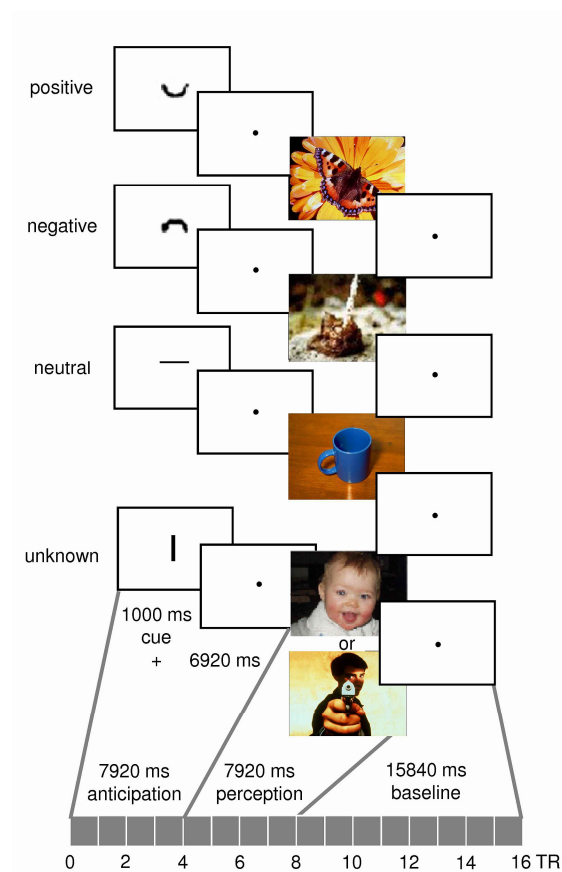 positive
negative
neutral
unknown
1000 ms
cue
+ 6920 ms
or
7920 ms
anticipation
7920 ms
perception
15840 ms
baseline
0 2 4 6 8 10 12 14 16 TR